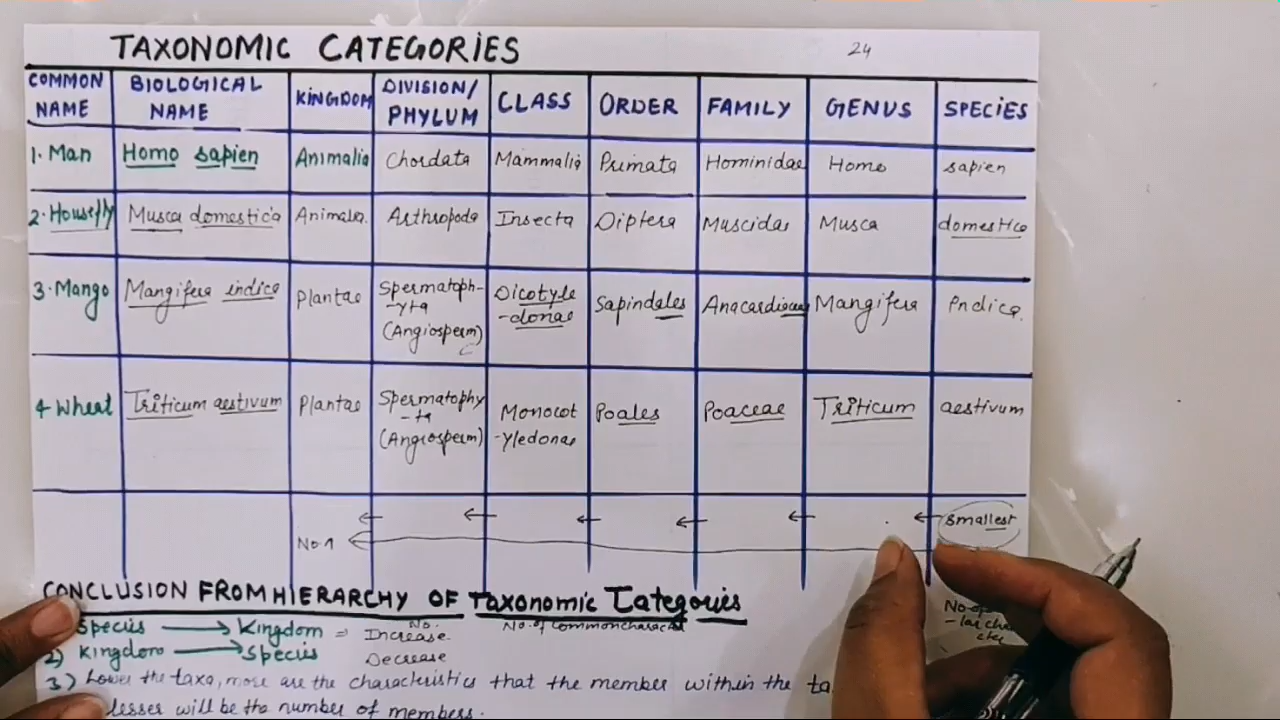 TAXONOMIC CATEGORIES 24
COMMON NAME BIOLOGICAL NAME KINGDOM DIVISION/ PHYLUM CLASS ORDER FAMILY GENUS SPECIES
1. Man Homo sapien Animalia Chordata Mammalia Primata Hominidae Homo sapien
2. Housefly Musca domestica Animalia. Arthropoda Insecta Diptera Muscidae Musca domestica
3. Mango Mangifera indica Plantae Spermatoph- -yta (Angiosperm) Dicotyle -donae Sapindales Anacardiaceae Mangifera Indica.
4 Wheat Triticum aestivum Plantae Spermatophy -ta (Angiosperm) Monocot -yledonae Poales Poaceae Triticum aestivum
← ← ← ← ← ← smallest
No. ↑
No. of
CONCLUSION FROM HIERARCHY OF Taxonomic Categories
Species → Kingdom = No. Increase No. of common character
2) Kingdom → Species Decrease
3) Lower the taxa, more are the characteristics that the member within the
lesser will be the number of members.